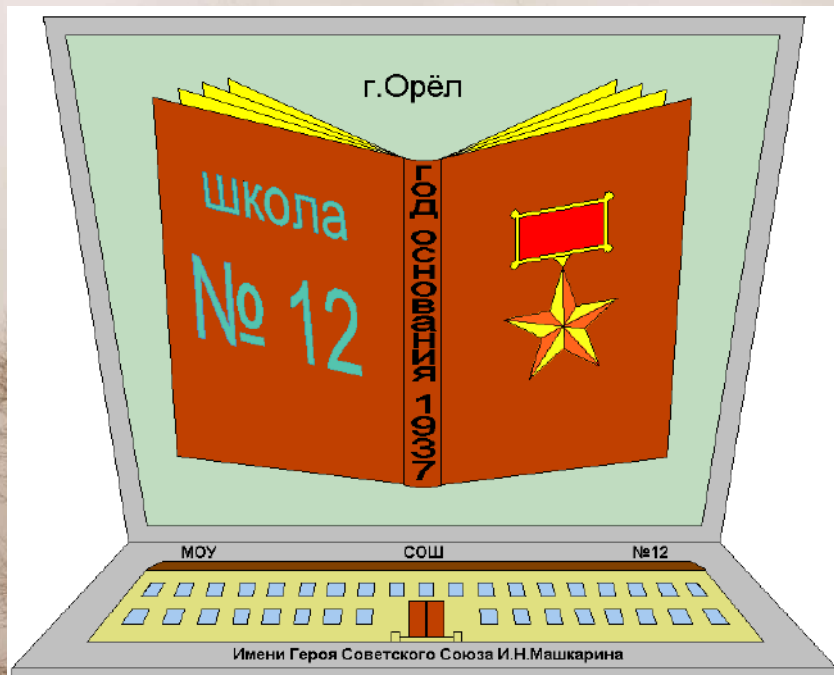 г.Орёл
школа
№ 12
ГОД ОСНОВАНИЯ 1937
МОУ СОШ №12
Имени Героя Советского Союза И.Н.Машкарина